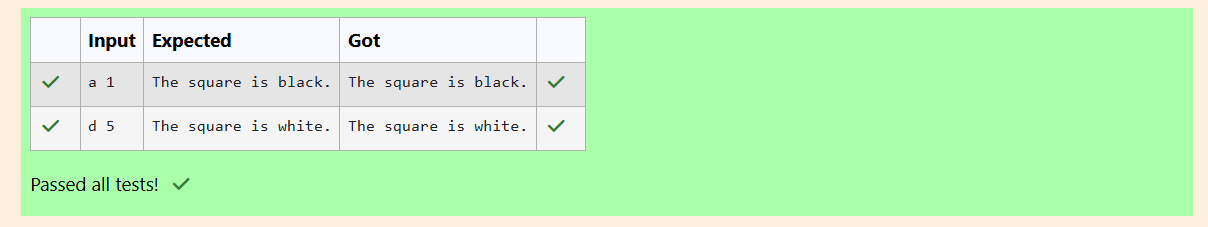 Input Expected Got
a 1 The square is black. The square is black.
d 5 The square is white. The square is white.
Passed all tests!